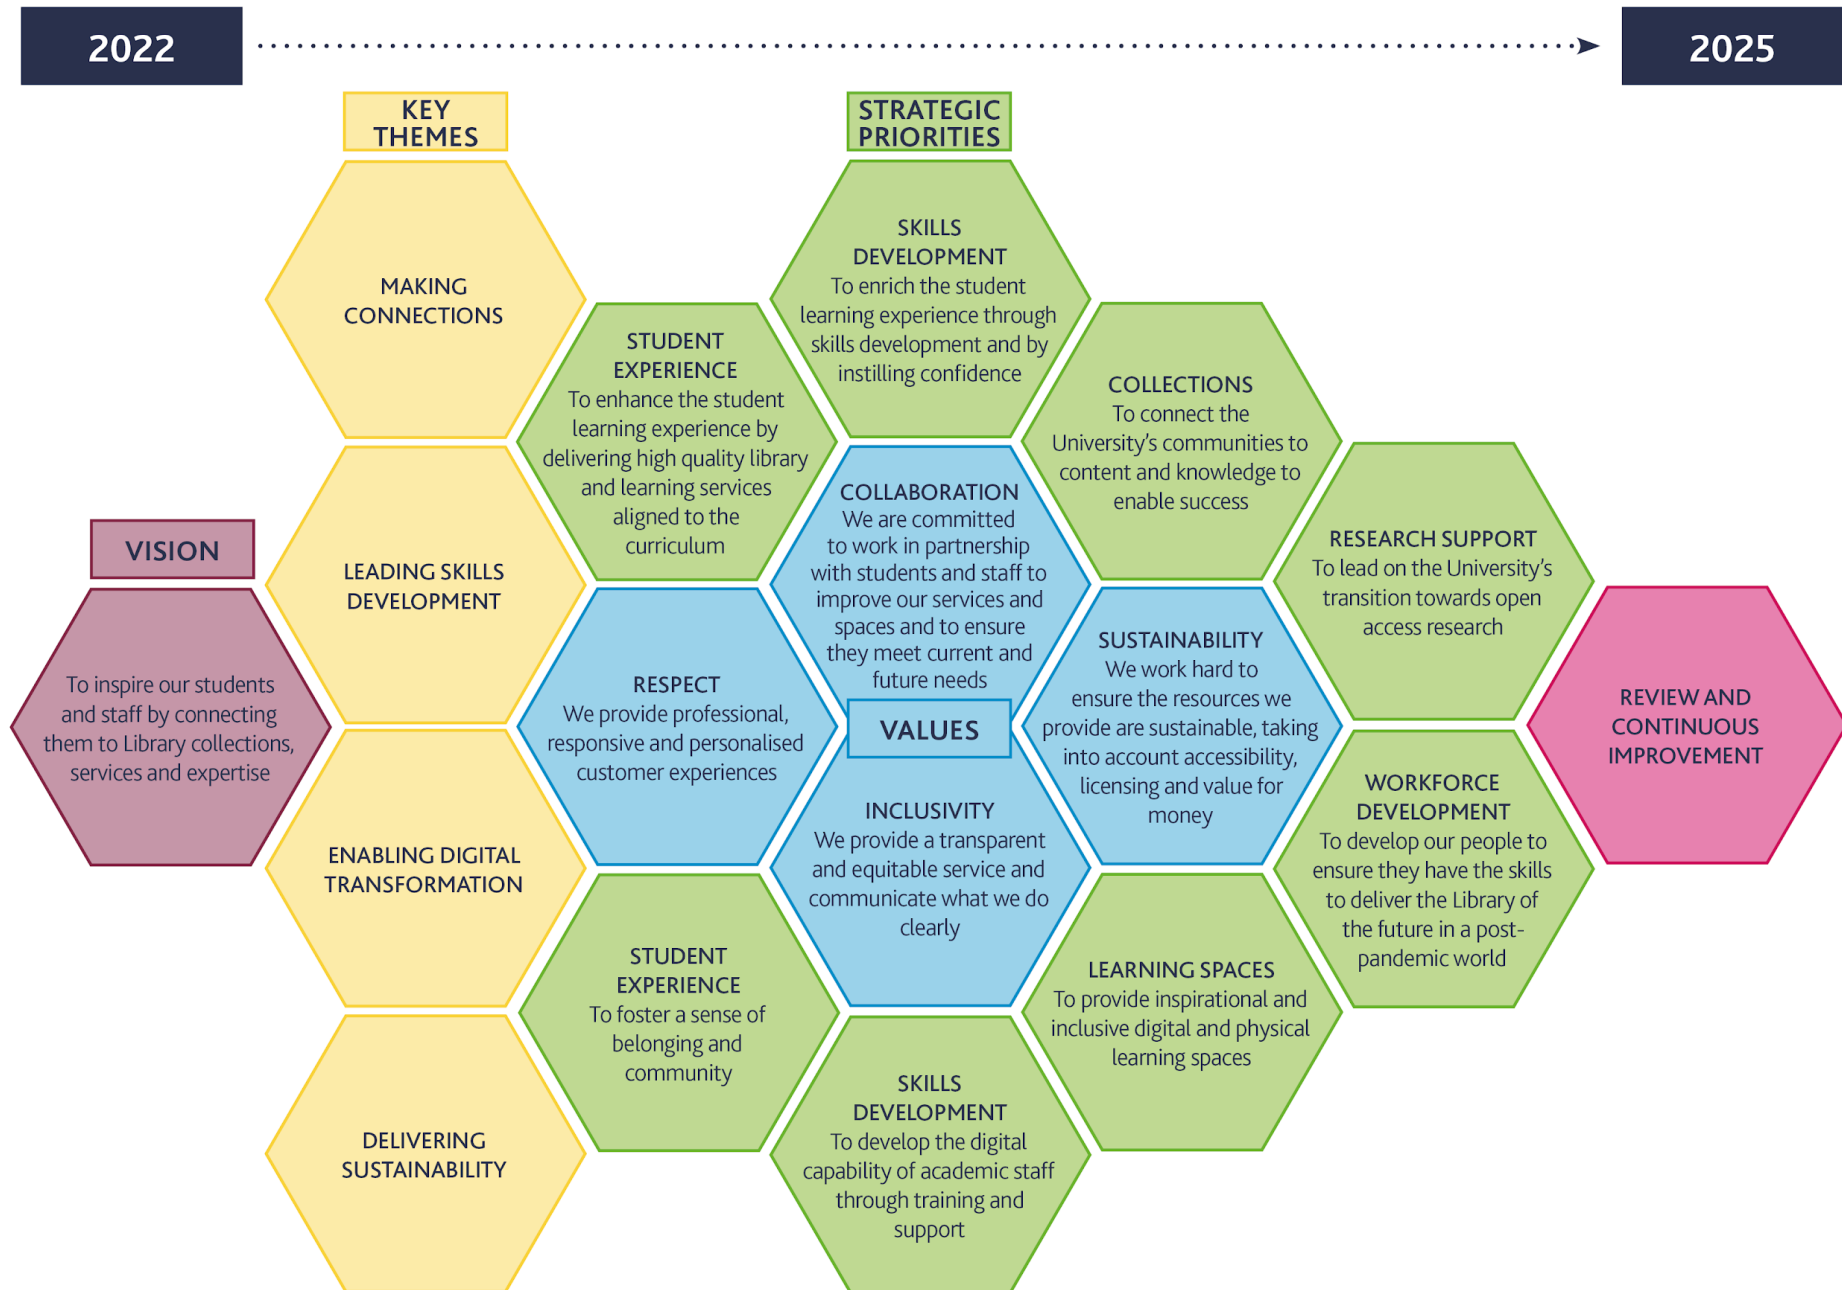 2022
2025
KEY
THEMES
STRATEGIC
PRIORITIES
MAKING
CONNECTIONS
LEADING SKILLS
DEVELOPMENT
ENABLING DIGITAL
TRANSFORMATION
DELIVERING
SUSTAINABILITY
VISION
To inspire our students
and staff by connecting
them to Library collections,
services and expertise
STUDENT
EXPERIENCE
To enhance the student
learning experience by
delivering high quality library
and learning services
aligned to the
curriculum
SKILLS
DEVELOPMENT
To enrich the student
learning experience through
skills development and by
instilling confidence
COLLECTIONS
To connect the
University’s communities to
content and knowledge to
enable success
RESEARCH SUPPORT
To lead on the University’s
transition towards open
access research
RESPECT
We provide professional,
responsive and personalised
customer experiences
COLLABORATION
We are committed
to work in partnership
with students and staff to
improve our services and
spaces and to ensure
they meet current and
future needs
VALUES
INCLUSIVITY
We provide a transparent
and equitable service and
communicate what we do
clearly
SUSTAINABILITY
We work hard to
ensure the resources we
provide are sustainable, taking
into account accessibility,
licensing and value for
money
WORKFORCE
DEVELOPMENT
To develop our people to
ensure they have the skills
to deliver the Library of
the future in a post-
pandemic world
REVIEW AND
CONTINUOUS
IMPROVEMENT
STUDENT
EXPERIENCE
To foster a sense of
belonging and
community
SKILLS
DEVELOPMENT
To develop the digital
capability of academic staff
through training and
support
LEARNING SPACES
To provide inspirational and
inclusive digital and physical
learning spaces